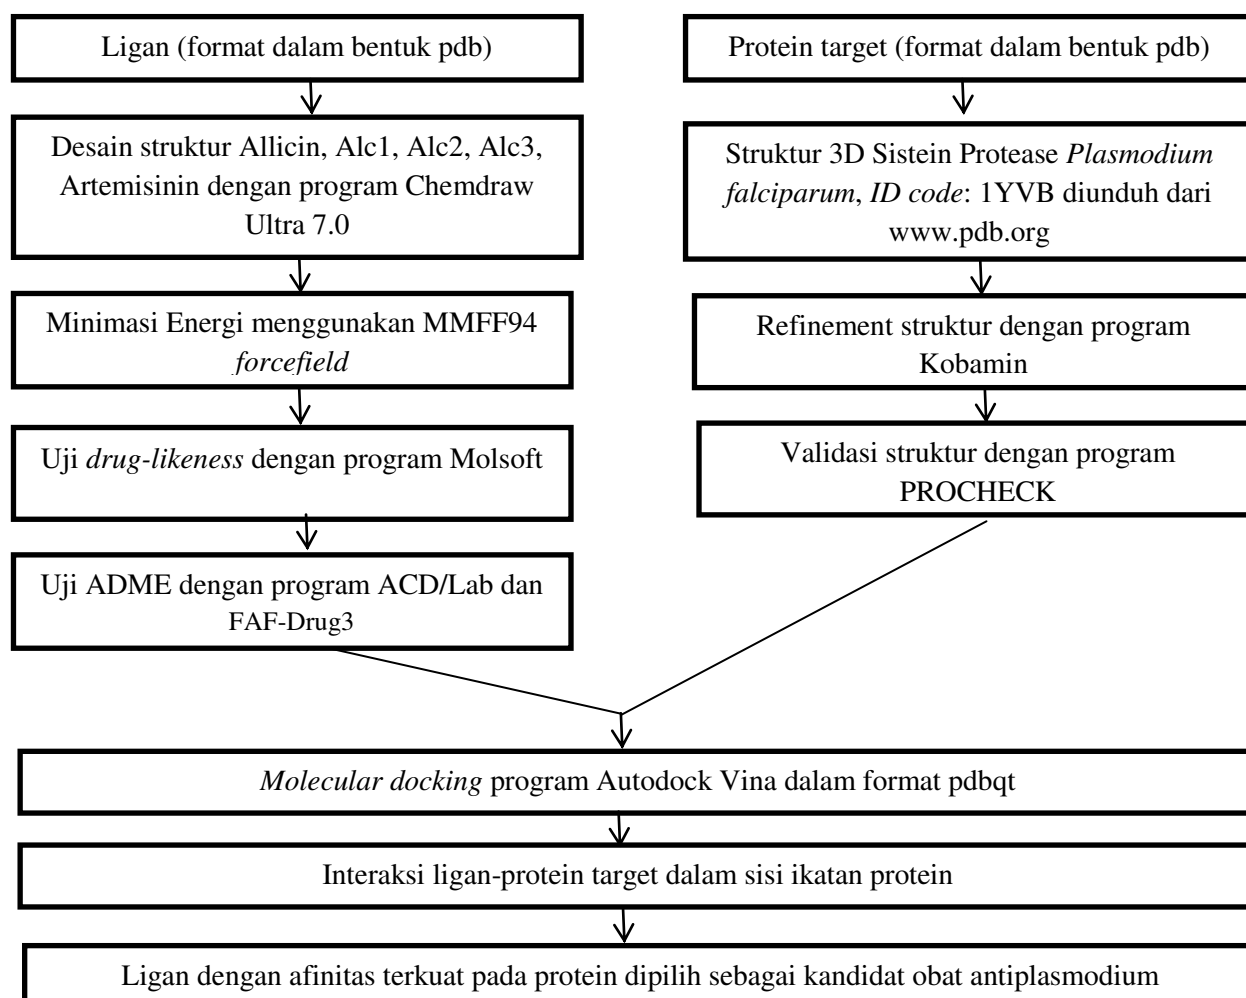 Ligan (format dalam bentuk pdb)
Desain struktur Allicin, Alc1, Alc2, Alc3,
Artemisinin dengan program Chemdraw
Ultra 7.0
Minimasi Energi menggunakan MMFF94
forcefield
Uji drug-likeness dengan program Molsoft
Uji ADME dengan program ACD/Lab dan
FAF-Drug3
Protein target (format dalam bentuk pdb)
Struktur 3D Sistein Protease Plasmodium
falciparum, ID code: 1YVB diunduh dari
www.pdb.org
Refinement struktur dengan program
Kobamin
Validasi struktur dengan program
PROCHECK
Molecular docking program Autodock Vina dalam format pdbqt
Interaksi ligan-protein target dalam sisi ikatan protein
Ligan dengan afinitas terkuat pada protein dipilih sebagai kandidat obat antiplasmodium